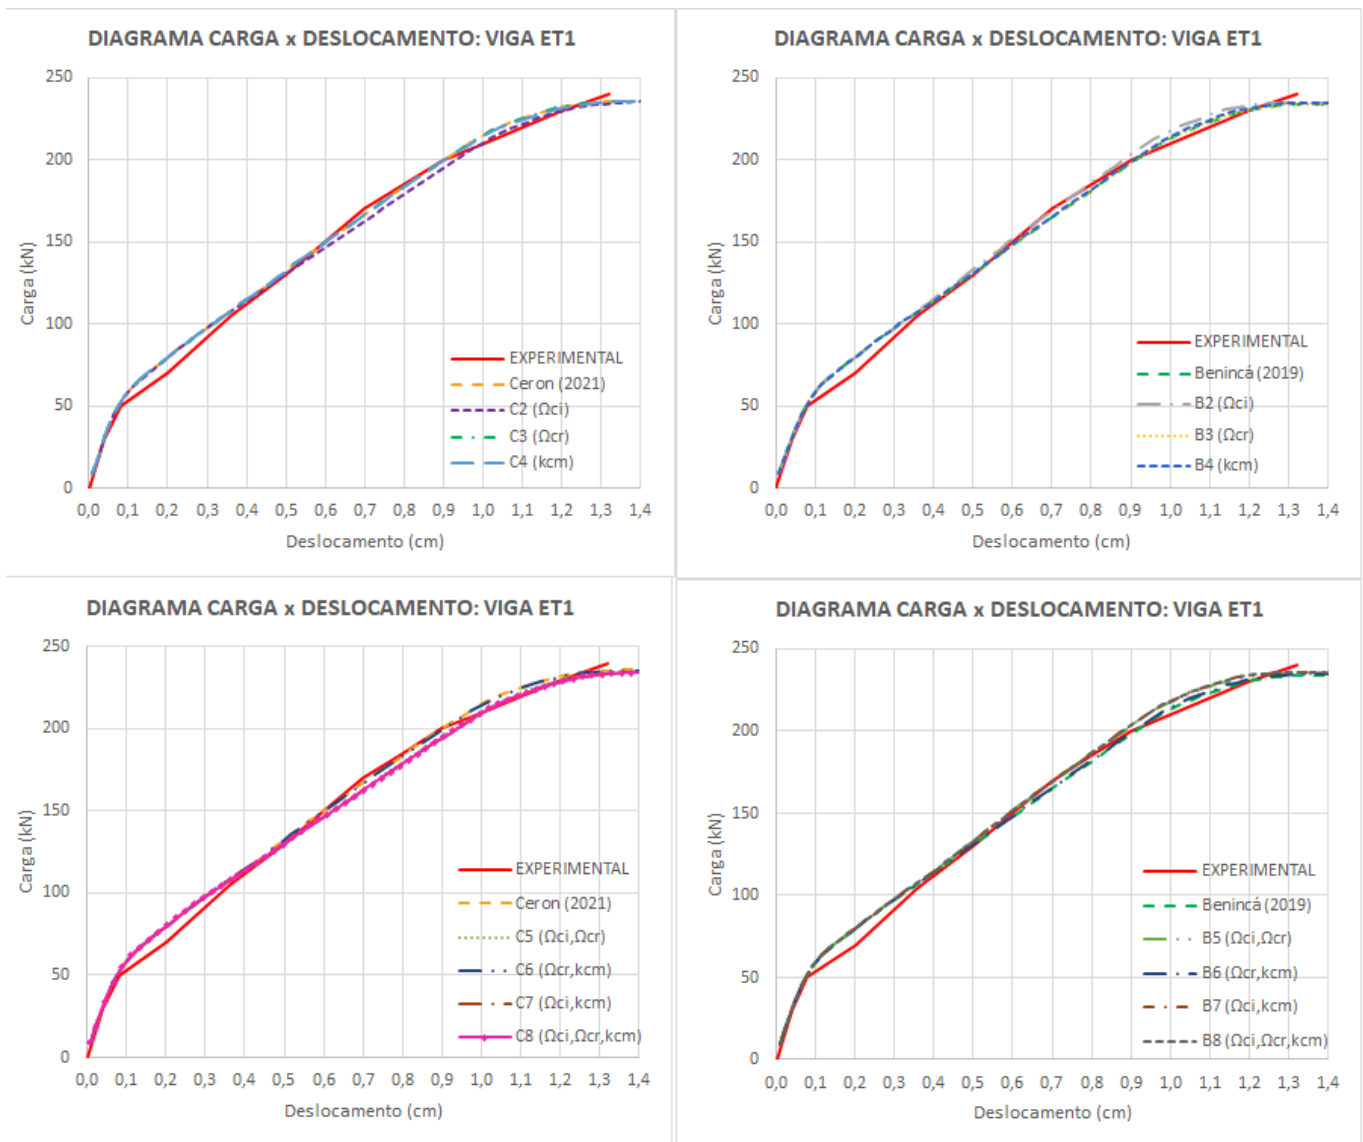 DIAGRAMA CARGA x DESLOCAMENTO: VIGA ET1
250
200
150
100
50
0
Carga (kN)
EXPERIMENTAL
Ceron (2021)
C2 (Ωci)
C3 (Ωcr)
C4 (kcm)
0,0 0,1 0,2 0,3 0,4 0,5 0,6 0,7 0,8 0,9 1,0 1,1 1,2 1,3 1,4
Deslocamento (cm)
DIAGRAMA CARGA x DESLOCAMENTO: VIGA ET1
250
200
150
100
50
0
Carga (kN)
EXPERIMENTAL
Benincá (2019)
B2 (Ωci)
B3 (Ωcr)
B4 (kcm)
0,0 0,1 0,2 0,3 0,4 0,5 0,6 0,7 0,8 0,9 1,0 1,1 1,2 1,3 1,4
Deslocamento (cm)
DIAGRAMA CARGA x DESLOCAMENTO: VIGA ET1
250
200
150
100
50
0
Carga (kN)
EXPERIMENTAL
Ceron (2021)
C5 (Ωci,Ωcr)
C6 (Ωcr,kcm)
C7 (Ωci,kcm)
C8 (Ωci,Ωcr,kcm)
0,0 0,1 0,2 0,3 0,4 0,5 0,6 0,7 0,8 0,9 1,0 1,1 1,2 1,3 1,4
Deslocamento (cm)
DIAGRAMA CARGA x DESLOCAMENTO: VIGA ET1
250
200
150
100
50
0
Carga (kN)
EXPERIMENTAL
Benincá (2019)
B5 (Ωci,Ωcr)
B6 (Ωcr,kcm)
B7 (Ωci,kcm)
B8 (Ωci,Ωcr,kcm)
0,0 0,1 0,2 0,3 0,4 0,5 0,6 0,7 0,8 0,9 1,0 1,1 1,2 1,3 1,4
Deslocamento (cm)